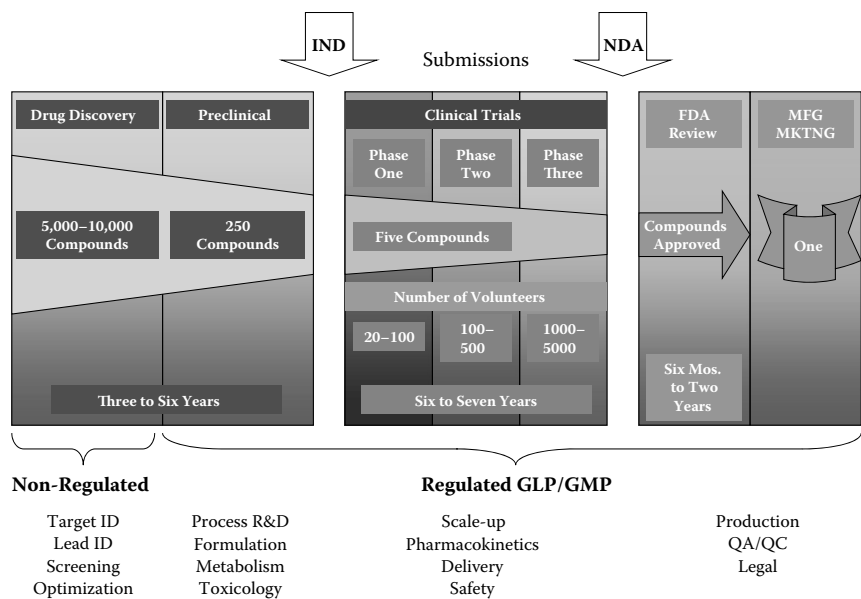 IND
Submissions
NDA
Drug Discovery
Preclinical
Clinical Trials
FDA
Review
MFG
MKTNG
Phase
One
Phase
Two
Phase
Three
5,000–10,000
Compounds
250
Compounds
Five Compounds
Compounds
Approved
One
Number of Volunteers
20–100
100–
500
1000–
5000
Three to Six Years
Six to Seven Years
Six Mos.
to Two
Years
Non-Regulated
Regulated GLP/GMP
Target ID
Lead ID
Screening
Optimization
Process R&D
Formulation
Metabolism
Toxicology
Scale-up
Pharmacokinetics
Delivery
Safety
Production
QA/QC
Legal